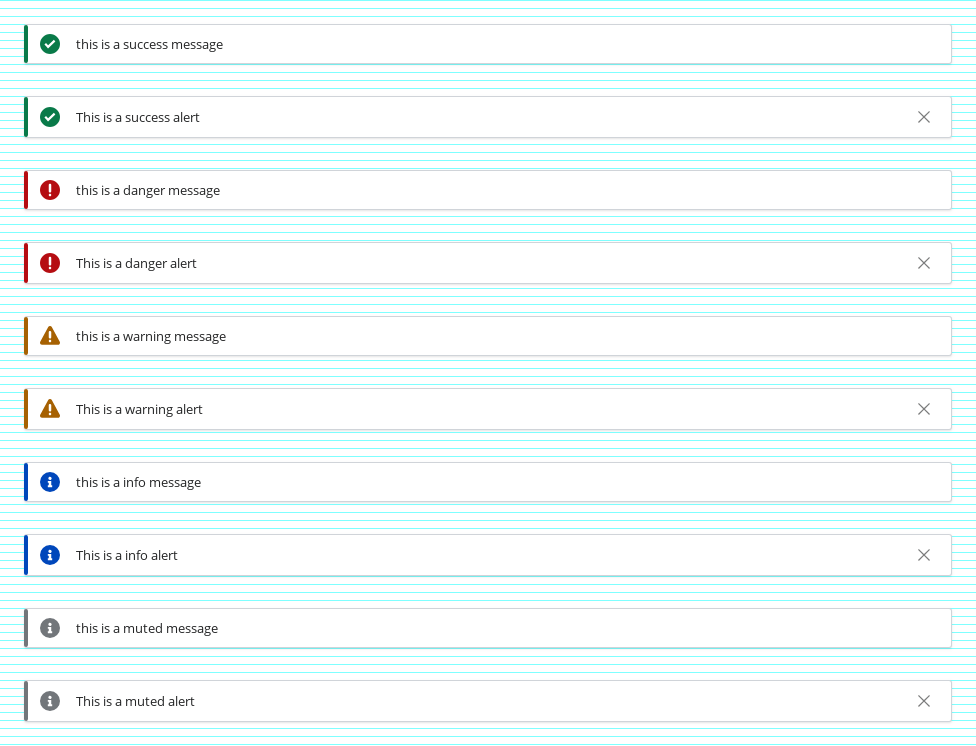 this is a success message
This is a success alert
this is a danger message
This is a danger alert
this is a warning message
This is a warning alert
this is a info message
This is a info alert
this is a muted message
This is a muted alert